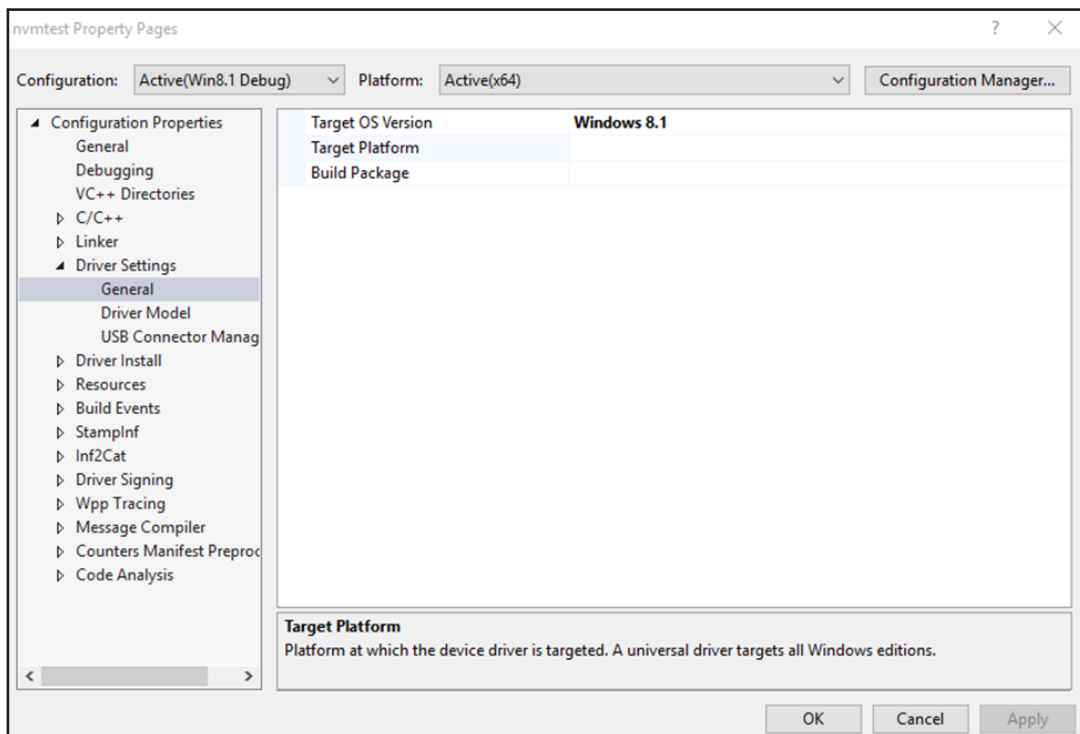 nvmtest Property Pages
?
Configuration: Active(Win8.1 Debug) Platform: Active(x64) Configuration Manager...
Configuration Properties
General
Debugging
VC++ Directories
C/C++
Linker
Driver Settings
General
Driver Model
USB Connector Manag
Driver Install
Resources
Build Events
StampInf
Inf2Cat
Driver Signing
Wpp Tracing
Message Compiler
Counters Manifest Preproc
Code Analysis
Target OS Version Windows 8.1
Target Platform
Build Package
Target Platform
Platform at which the device driver is targeted. A universal driver targets all Windows editions.
OK Cancel Apply